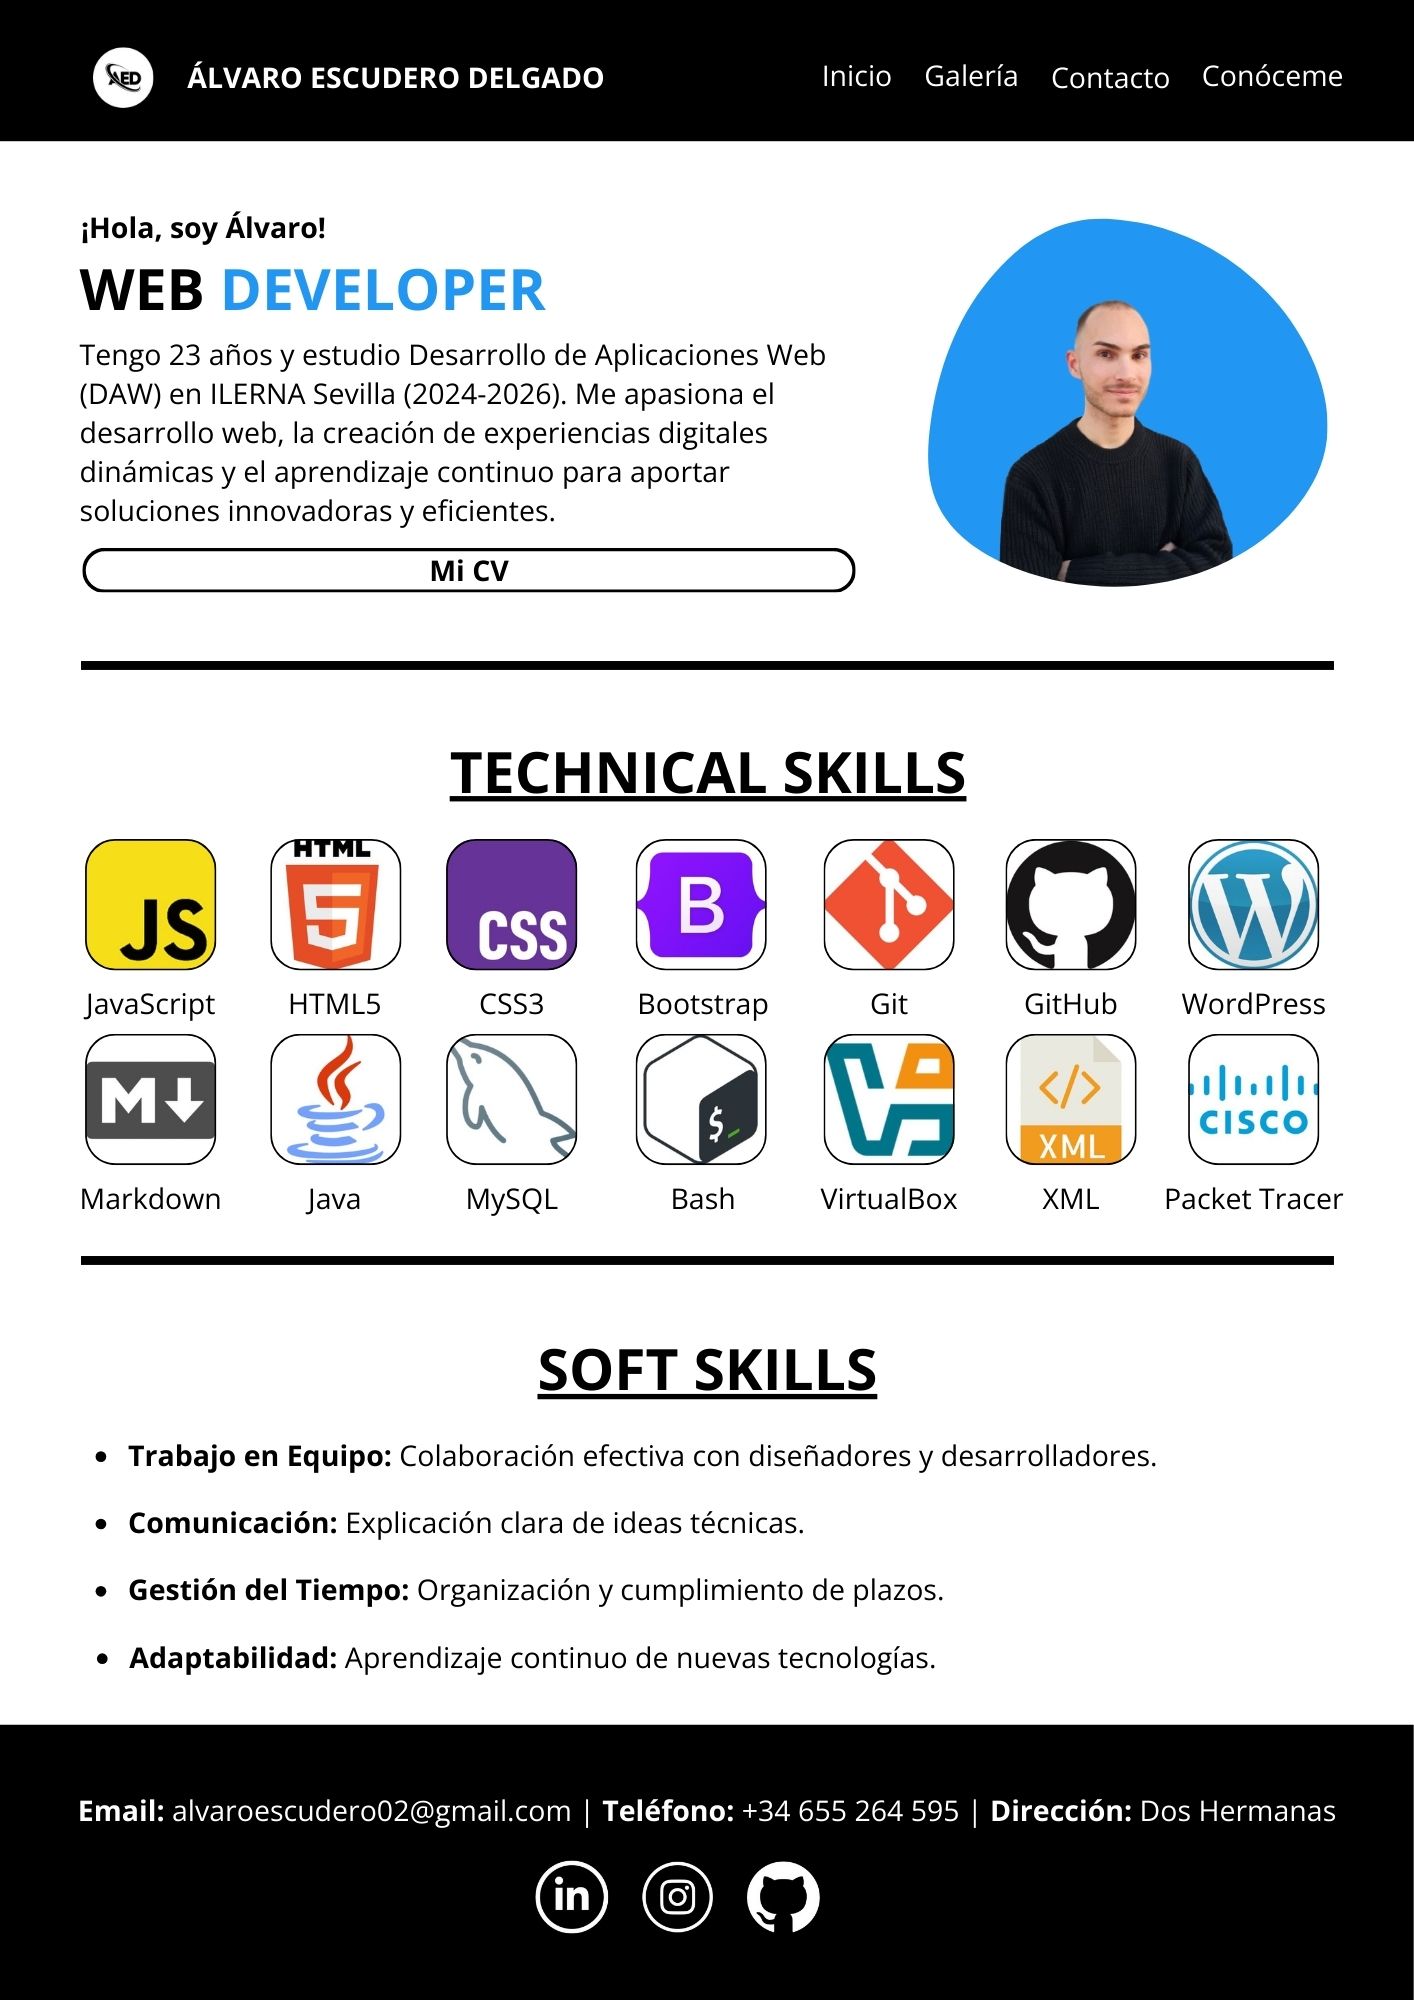 AED
ÁLVARO ESCUDERO DELGADO
Inicio Galería Contacto Conóceme
¡Hola, soy Álvaro!
WEB DEVELOPER
Tengo 23 años y estudio Desarrollo de Aplicaciones Web
(DAW) en ILERNA Sevilla (2024-2026). Me apasiona el
desarrollo web, la creación de experiencias digitales
dinámicas y el aprendizaje continuo para aportar
soluciones innovadoras y eficientes.
Mi CV
TECHNICAL SKILLS
JS HTML 5 CSS B W
JavaScript HTML5 CSS3 Bootstrap Git GitHub WordPress
M $_ VB </> XML CISCO
Markdown Java MySQL Bash VirtualBox XML Packet Tracer
SOFT SKILLS
• Trabajo en Equipo: Colaboración efectiva con diseñadores y desarrolladores.
• Comunicación: Explicación clara de ideas técnicas.
• Gestión del Tiempo: Organización y cumplimiento de plazos.
• Adaptabilidad: Aprendizaje continuo de nuevas tecnologías.
Email: alvaroescudero02@gmail.com | Teléfono: +34 655 264 595 | Dirección: Dos Hermanas
in